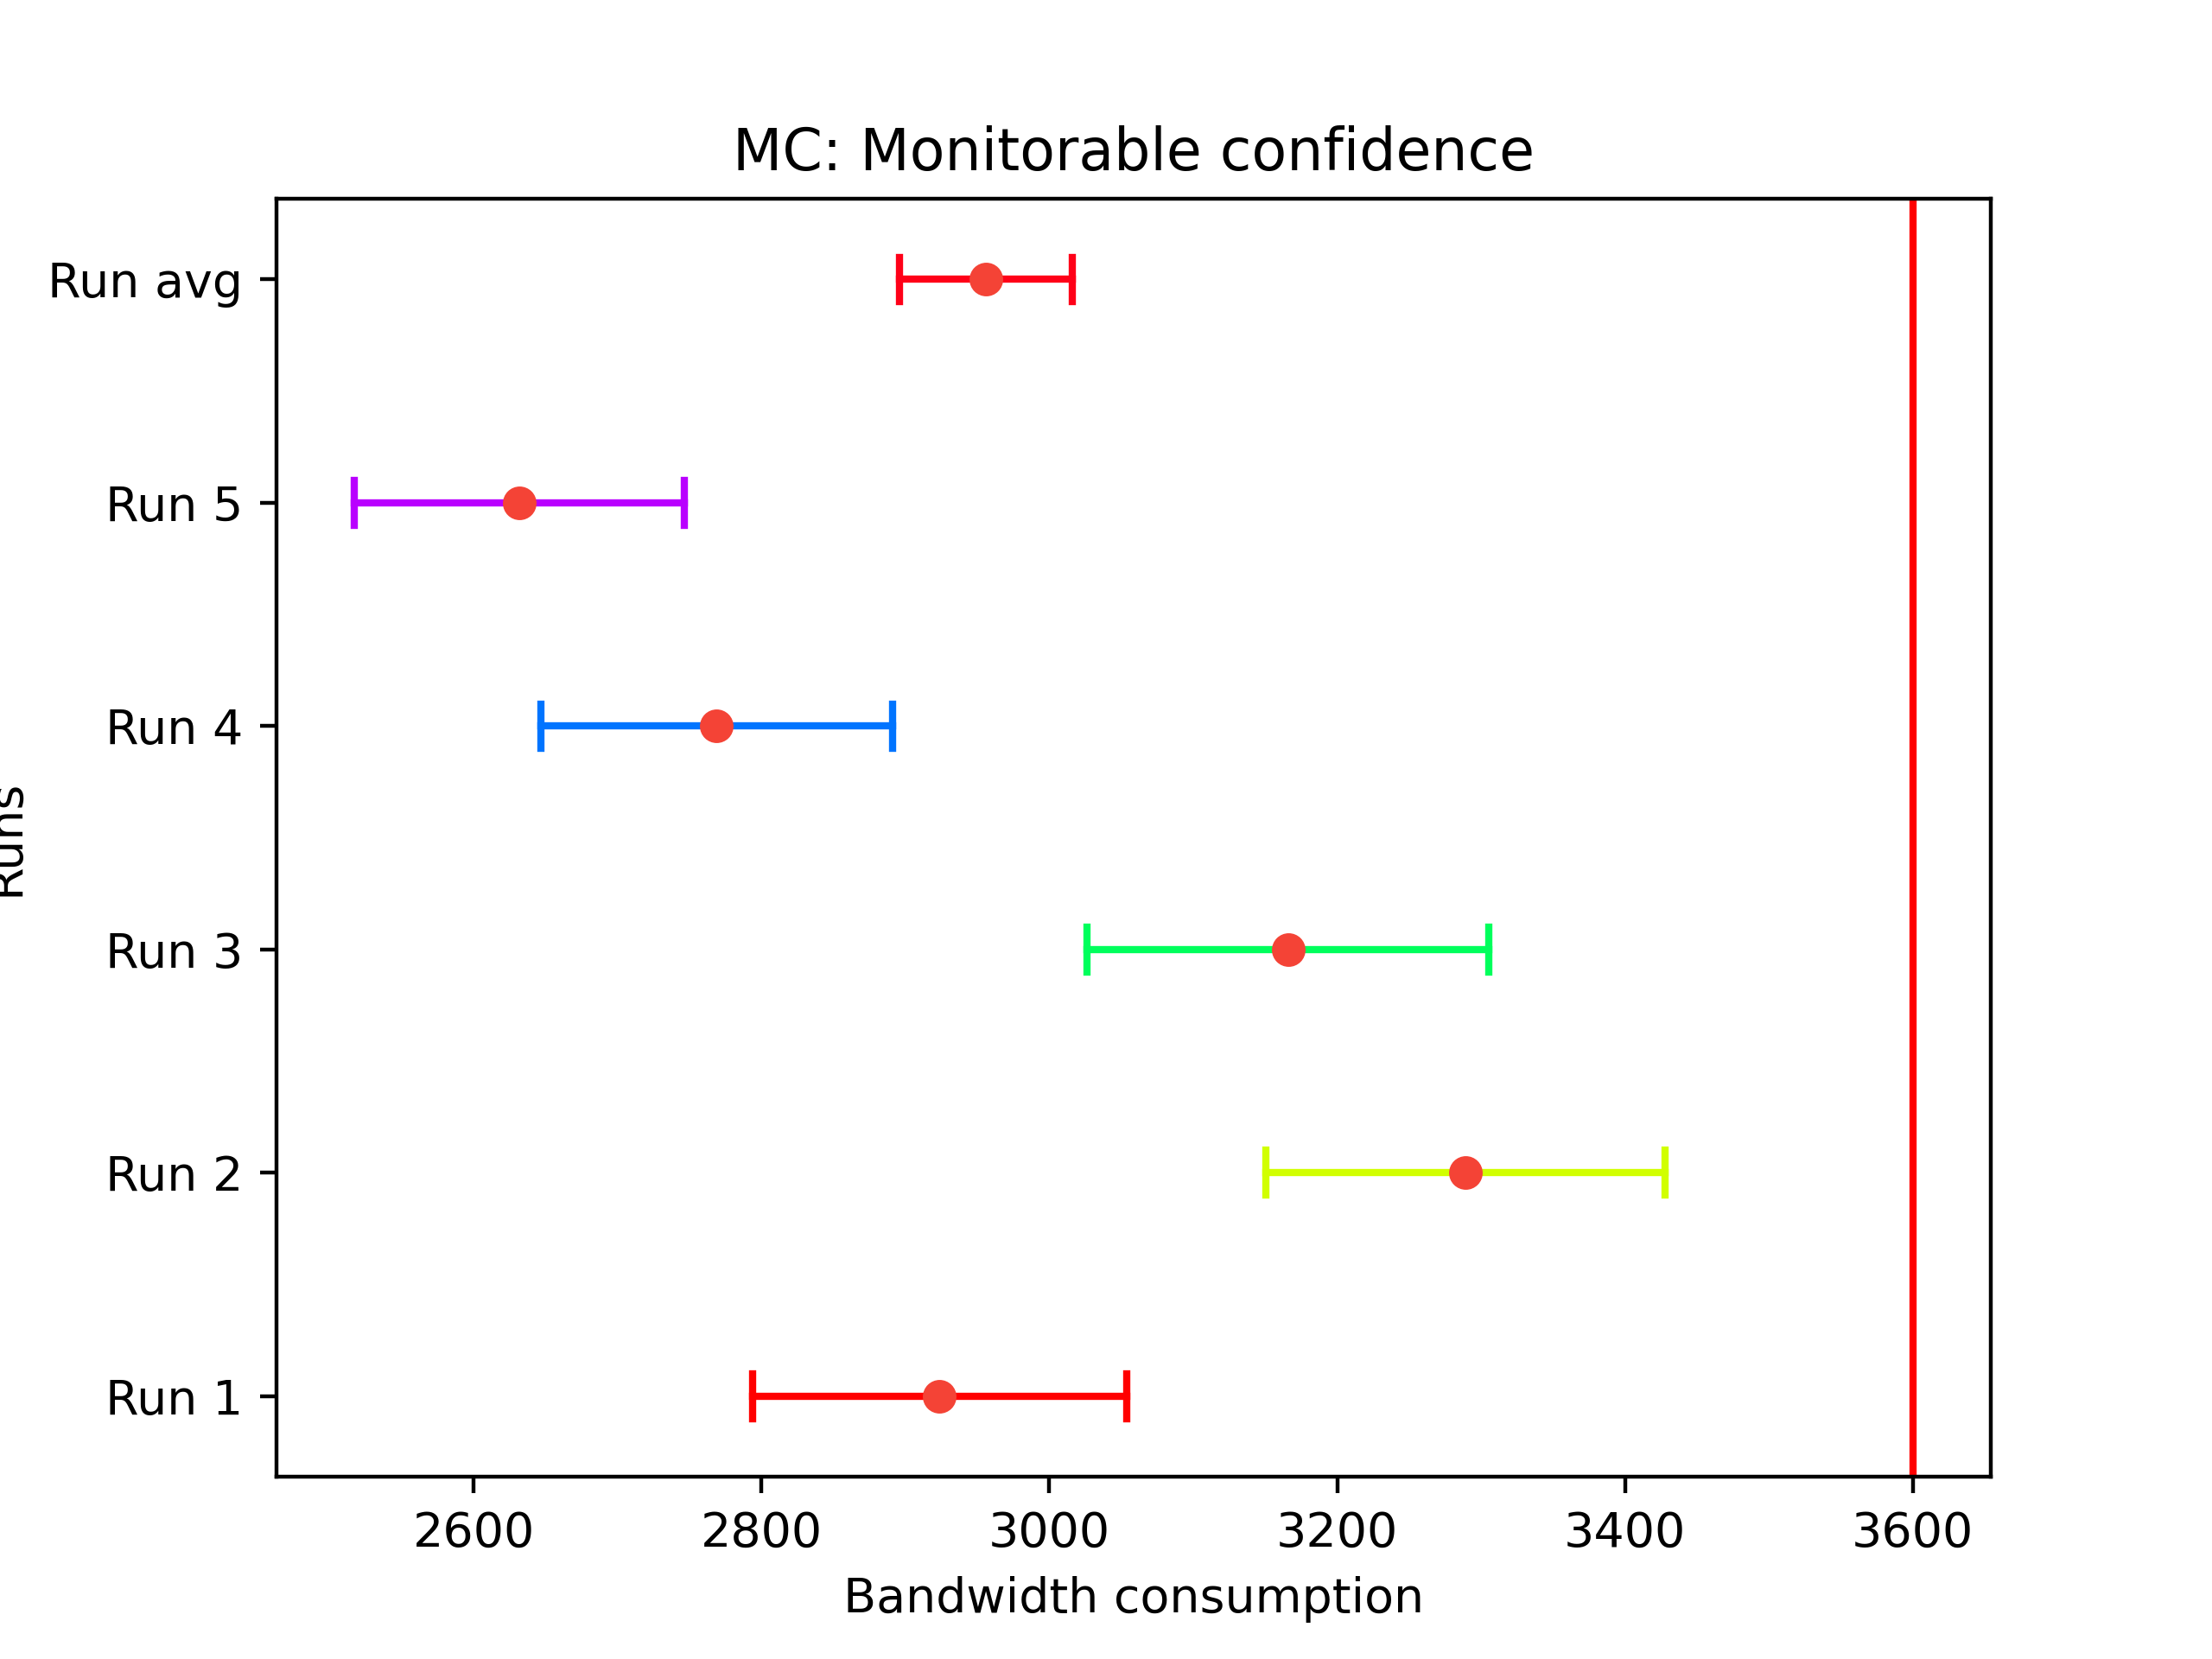 MC: Monitorable confidence
Run avg
Run 5
Run 4
Run 3
Run 2
Run 1
Runs
2600 2800 3000 3200 3400 3600
Bandwidth consumption